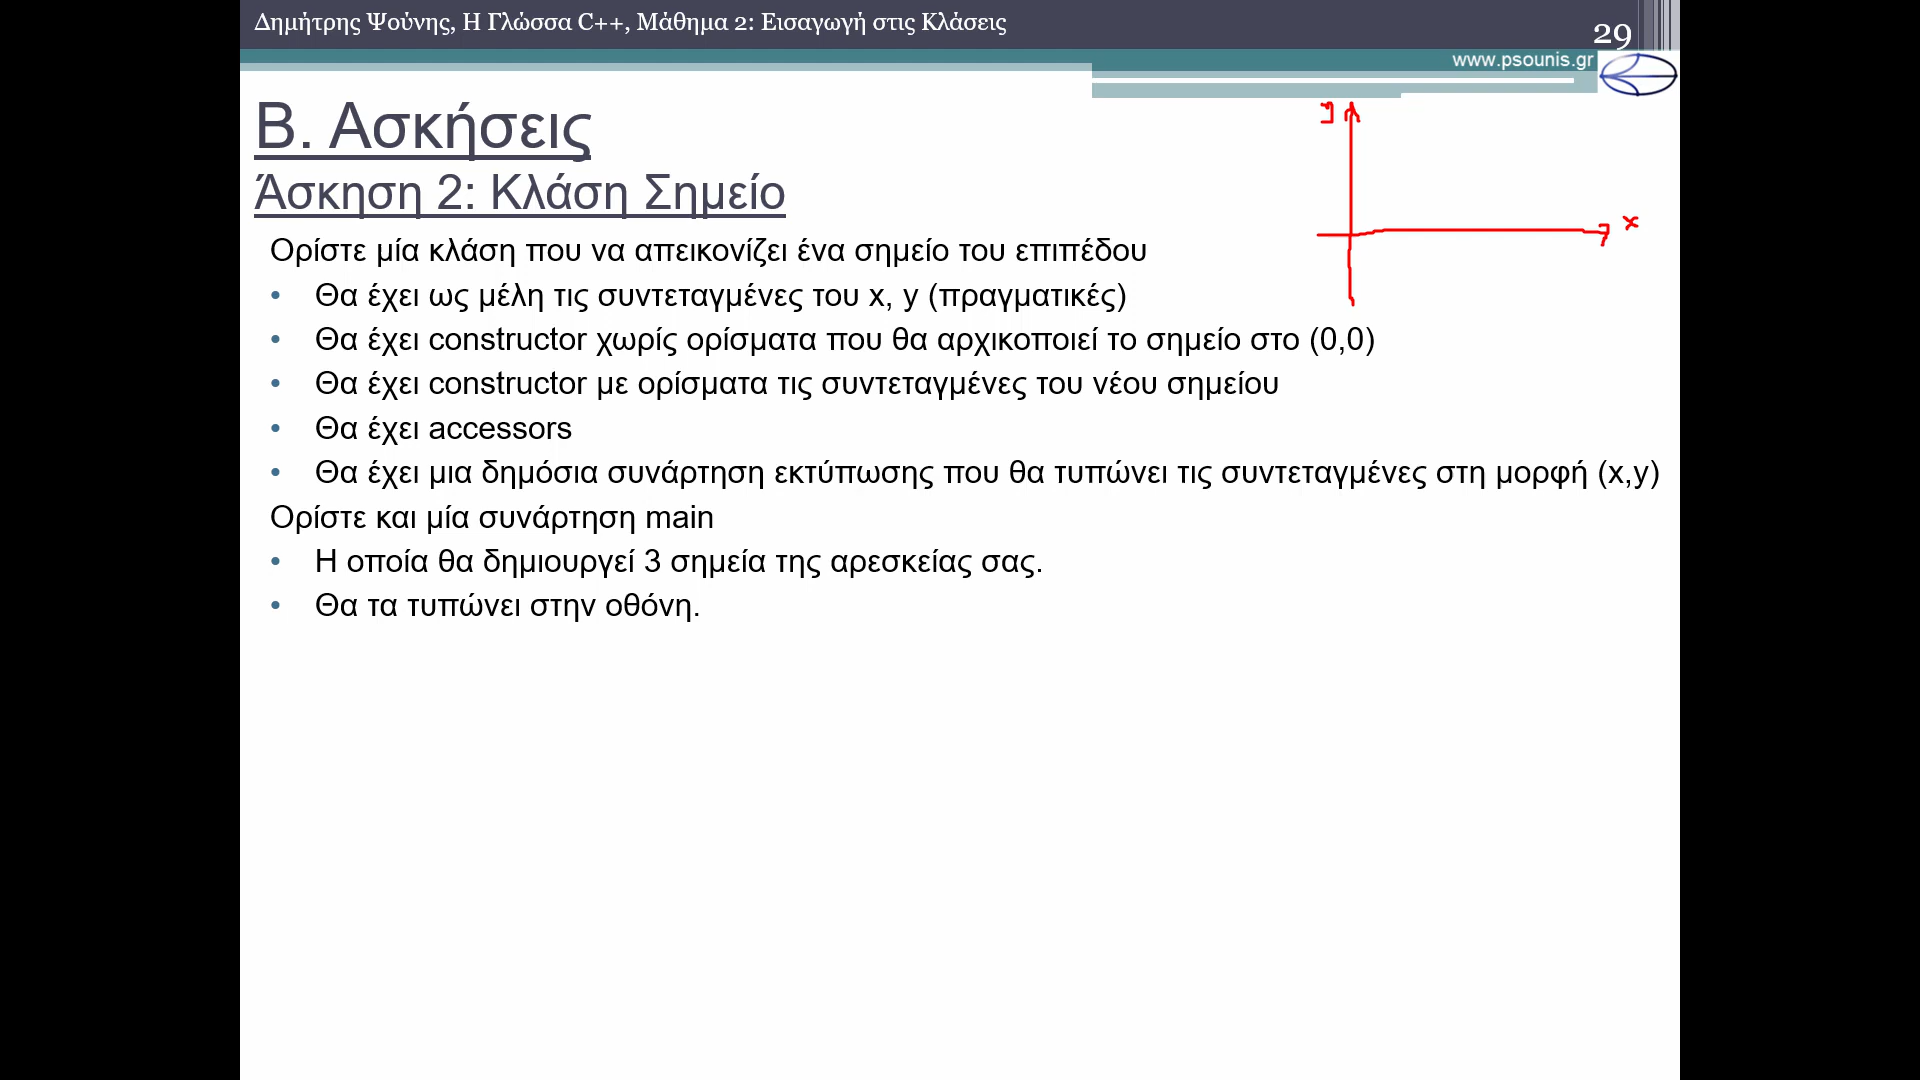 Δημήτρης Ψούνης, Η Γλώσσα C++, Μάθημα 2: Εισαγωγή στις Κλάσεις
29
www.psounis.gr
Β. Ασκήσεις
Άσκηση 2: Κλάση Σημείο
y
x
Ορίστε μία κλάση που να απεικονίζει ένα σημείο του επιπέδου
• Θα έχει ως μέλη τις συντεταγμένες του x, y (πραγματικές)
• Θα έχει constructor χωρίς ορίσματα που θα αρχικοποιεί το σημείο στο (0,0)
• Θα έχει constructor με ορίσματα τις συντεταγμένες του νέου σημείου
• Θα έχει accessors
• Θα έχει μια δημόσια συνάρτηση εκτύπωσης που θα τυπώνει τις συντεταγμένες στη μορφή (x,y)
Ορίστε και μία συνάρτηση main
• Η οποία θα δημιουργεί 3 σημεία της αρεσκείας σας.
• Θα τα τυπώνει στην οθόνη.